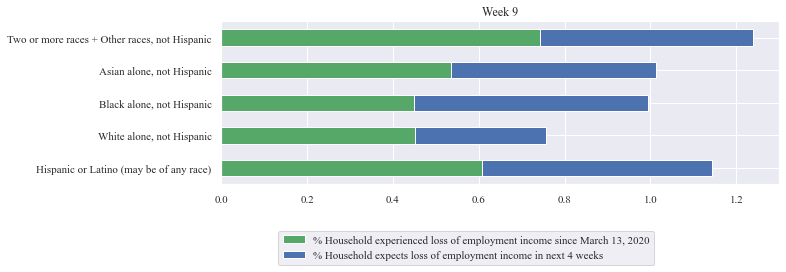 Week 9
Two or more races + Other races, not Hispanic
Asian alone, not Hispanic
Black alone, not Hispanic
White alone, not Hispanic
Hispanic or Latino (may be of any race)
0.0 0.2 0.4 0.6 0.8 1.0 1.2
% Household experienced loss of employment income since March 13, 2020
% Household expects loss of employment income in next 4 weeks